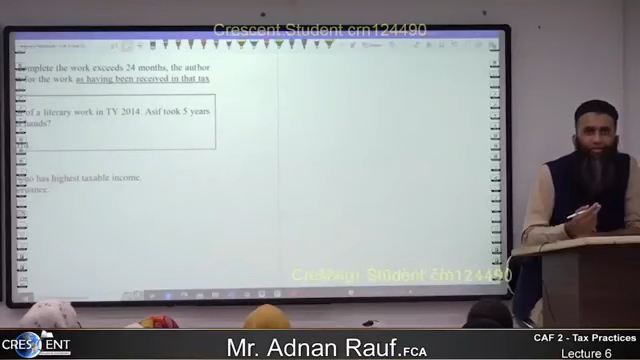 Crescent Student crn124490
complete the work exceeds 24 months, the author
for the work as having been received in that tax
of a literary work in TY 2014. Asif took 5 years
hands?
who has highest taxable income.
Crescent Student crn124490
CRESCENT
Mr. Adnan Rauf.FCA
CAF 2 - Tax Practices
Lecture 6